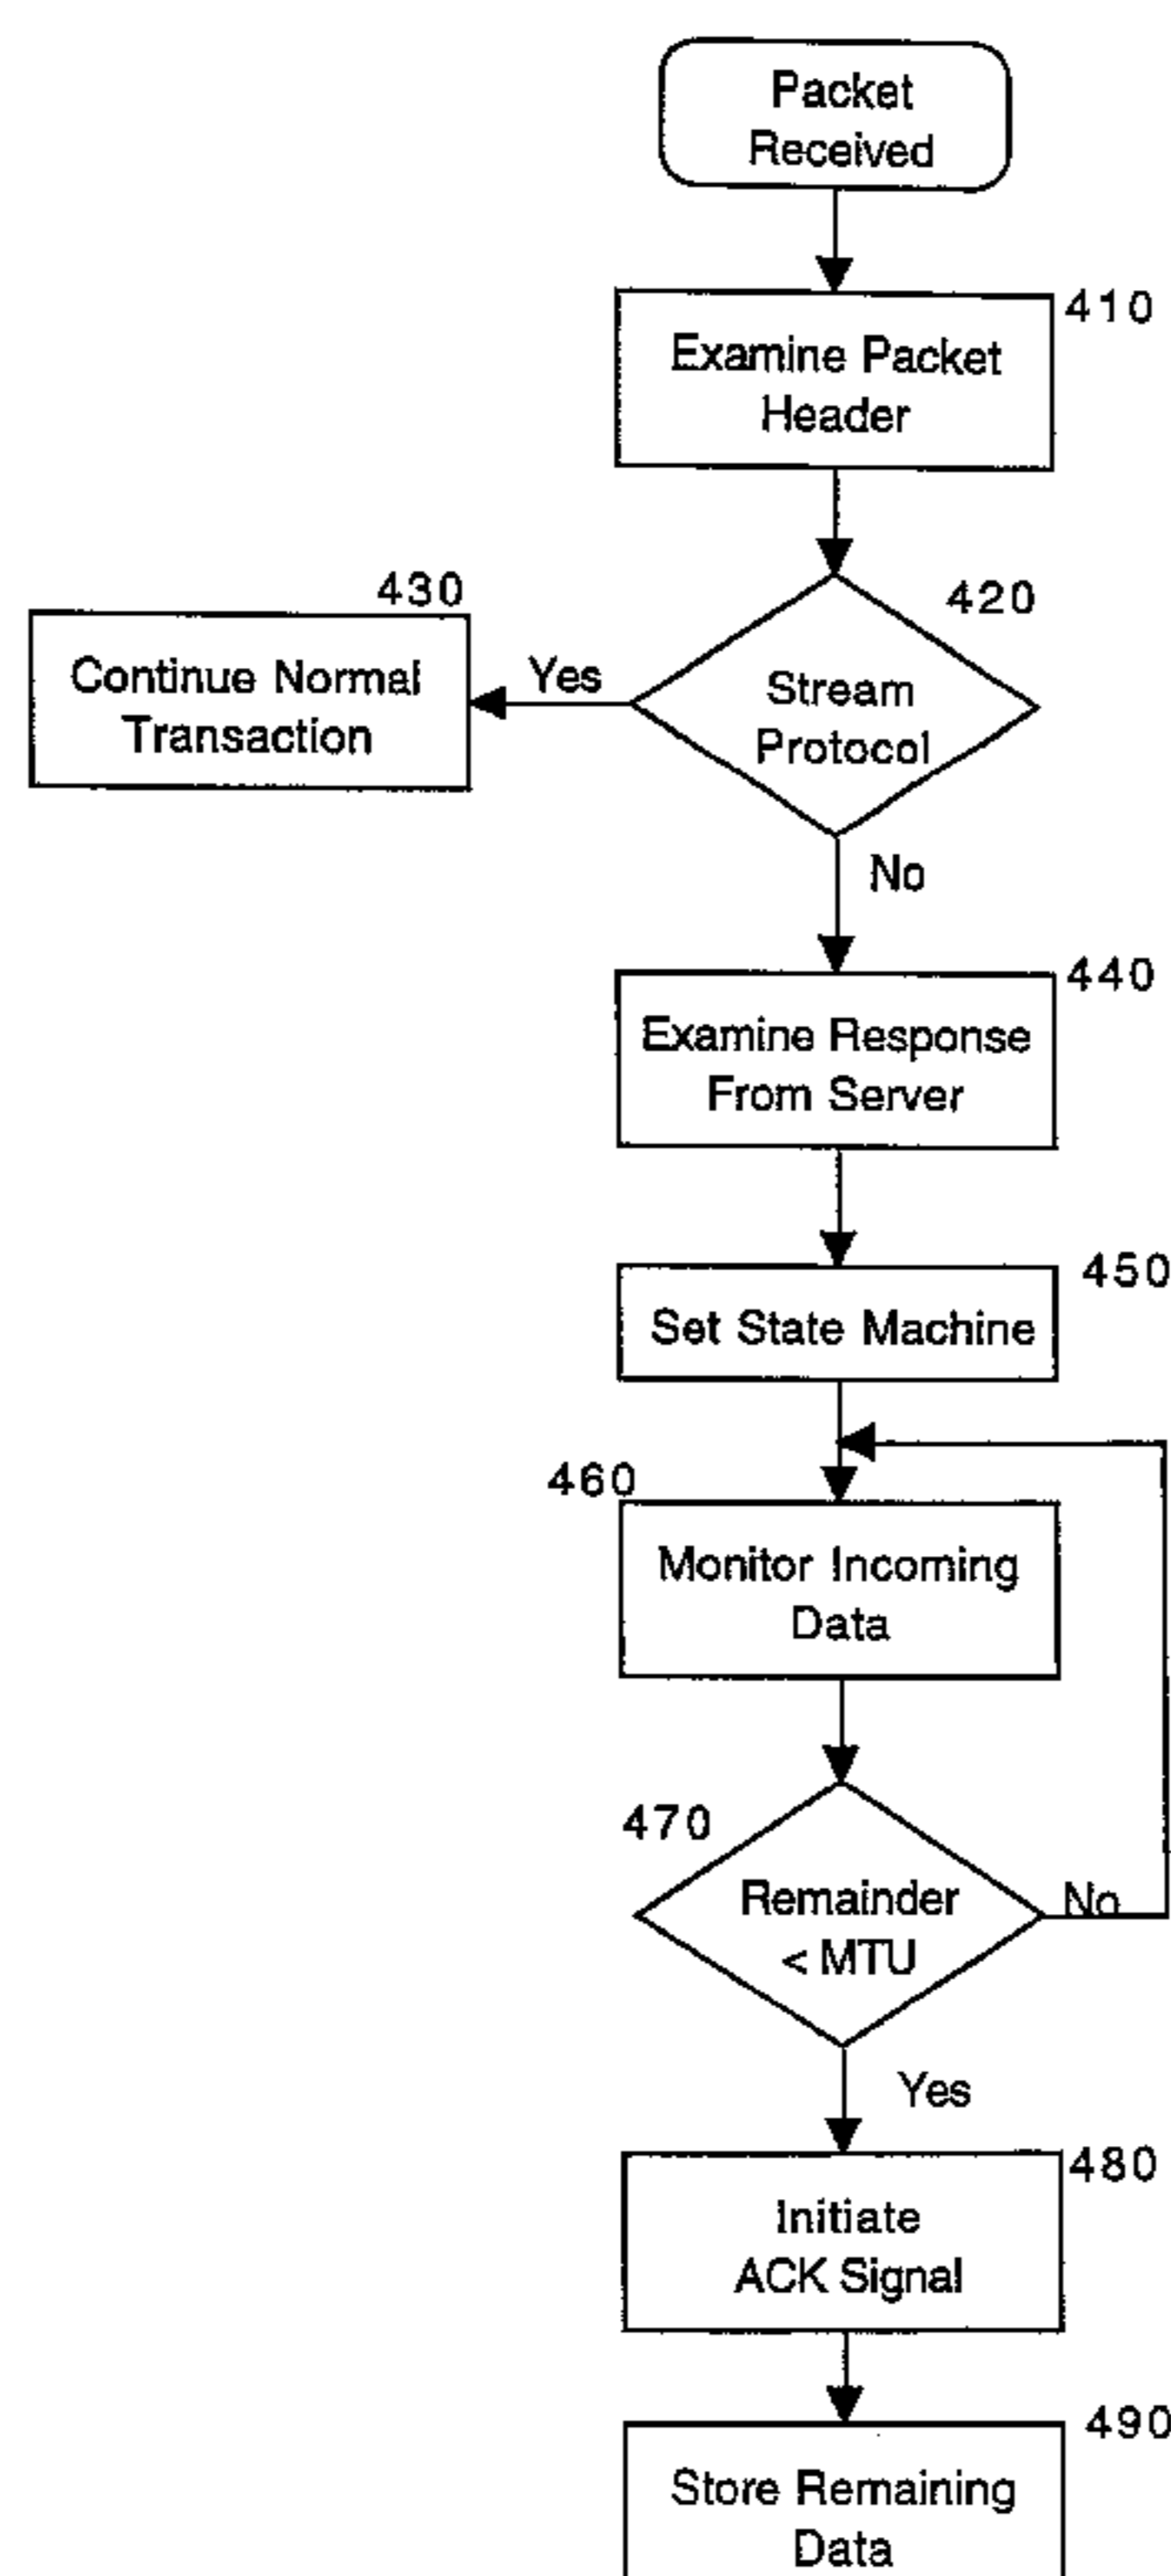 Packet
Received
410
Examine Packet
Header
420
Stream
Protocol
Yes
430
Continue Normal
Transaction
No
440
Examine Response
From Server
450
Set State Machine
460
Monitor Incoming
Data
470
Remainder
< MTU
No
Yes
480
Initiate
ACK Signal
490
Store Remaining
Data